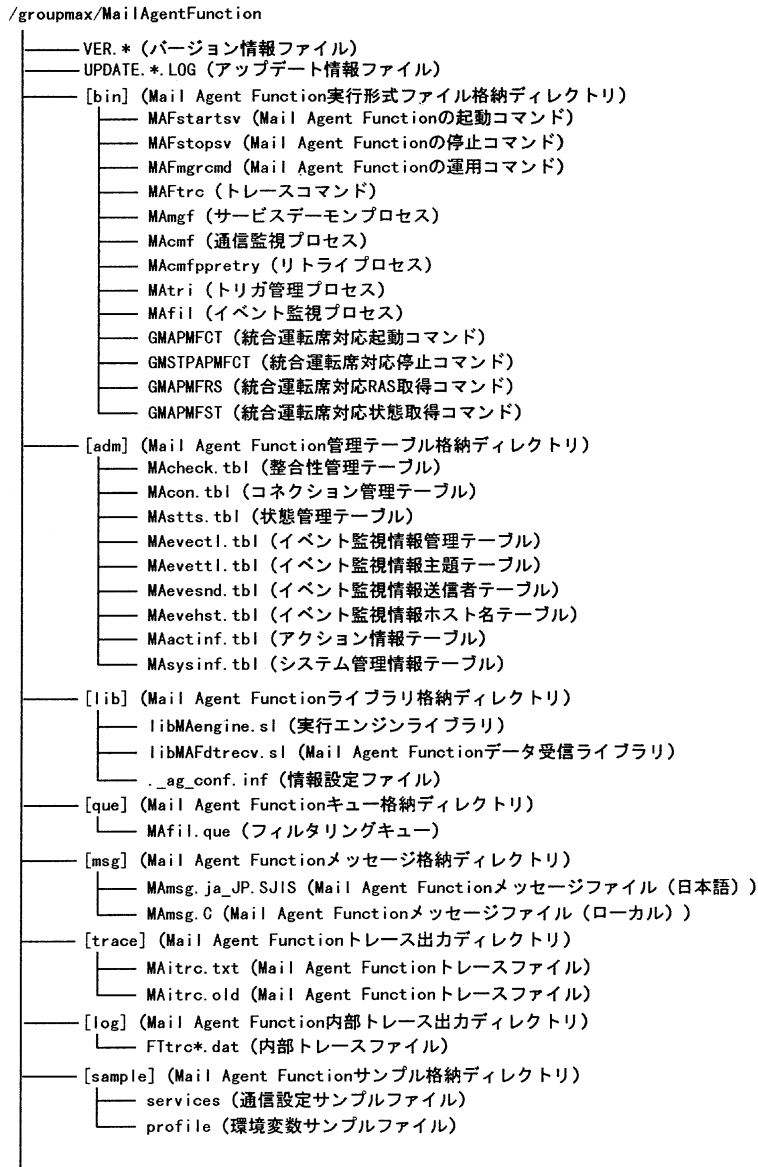 /groupmax/MailAgentFunction
VER.*（バージョン情報ファイル）
UPDATE.*.LOG（アップデート情報ファイル）
[bin]（Mail Agent Function実行形式ファイル格納ディレクトリ）
MAFstartsv（Mail Agent Functionの起動コマンド）
MAFstopsv（Mail Agent Functionの停止コマンド）
MAFmgrcmd（Mail Agent Functionの運用コマンド）
MAFtrc（トレースコマンド）
MAmgf（サービスデーモンプロセス）
MAcmf（通信監視プロセス）
MAcmfppretry（リトライプロセス）
MAtri（トリガ管理プロセス）
MAfil（イベント監視プロセス）
GMAPMFCT（統合運転席対応起動コマンド）
GMSTPAPMFCT（統合運転席対応停止コマンド）
GMAPMFRS（統合運転席対応RAS取得コマンド）
GMAPMFST（統合運転席対応状態取得コマンド）
[adm]（Mail Agent Function管理テーブル格納ディレクトリ）
MAcheck.tbl（整合性管理テーブル）
MAcon.tbl（コネクション管理テーブル）
MAstts.tbl（状態管理テーブル）
MAevectl.tbl（イベント監視情報管理テーブル）
MAevettl.tbl（イベント監視情報主題テーブル）
MAevesnd.tbl（イベント監視情報送信者テーブル）
MAevehst.tbl（イベント監視情報ホスト名テーブル）
MAactinf.tbl（アクション情報テーブル）
MAsysinf.tbl（システム管理情報テーブル）
[lib]（Mail Agent Functionライブラリ格納ディレクトリ）
libMAengine.sl（実行エンジンライブラリ）
libMAFdtrecv.sl（Mail Agent Functionデータ受信ライブラリ）
._ag_conf.inf（情報設定ファイル）
[que]（Mail Agent Functionキュー格納ディレクトリ）
MAfil.que（フィルタリングキュー）
[msg]（Mail Agent Functionメッセージ格納ディレクトリ）
MAmsg.ja_JP.SJIS（Mail Agent Functionメッセージファイル（日本語））
MAmsg.C（Mail Agent Functionメッセージファイル（ローカル））
[trace]（Mail Agent Functionトレース出力ディレクトリ）
MAitrc.txt（Mail Agent Functionトレースファイル）
MAitrc.old（Mail Agent Functionトレースファイル）
[log]（Mail Agent Function内部トレース出力ディレクトリ）
FTtrc*.dat（内部トレースファイル）
[sample]（Mail Agent Functionサンプル格納ディレクトリ）
services（通信設定サンプルファイル）
profile（環境変数サンプルファイル）